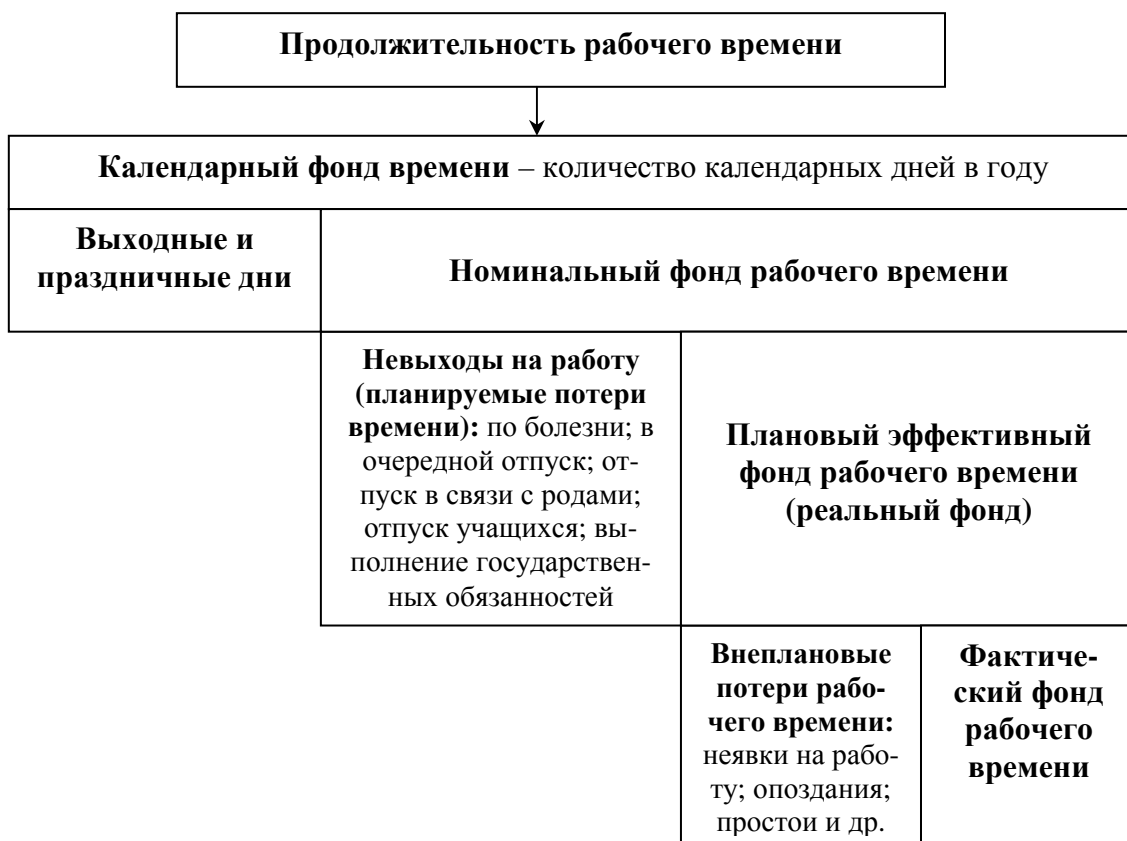 Продолжительность рабочего времени
Календарный фонд времени – количество календарных дней в году
Выходные и
праздничные дни
Номинальный фонд рабочего времени
Невыходы на работу
(планируемые потери
времени): по болезни; в
очередной отпуск; от-
пуск в связи с родами;
отпуск учащихся; вы-
полнение государствен-
ных обязанностей
Плановый эффективный
фонд рабочего времени
(реальный фонд)
Внеплановые
потери рабо-
чего времени:
неявки на рабо-
ту; опоздания;
простои и др.
Фактиче-
ский фонд
рабочего
времени